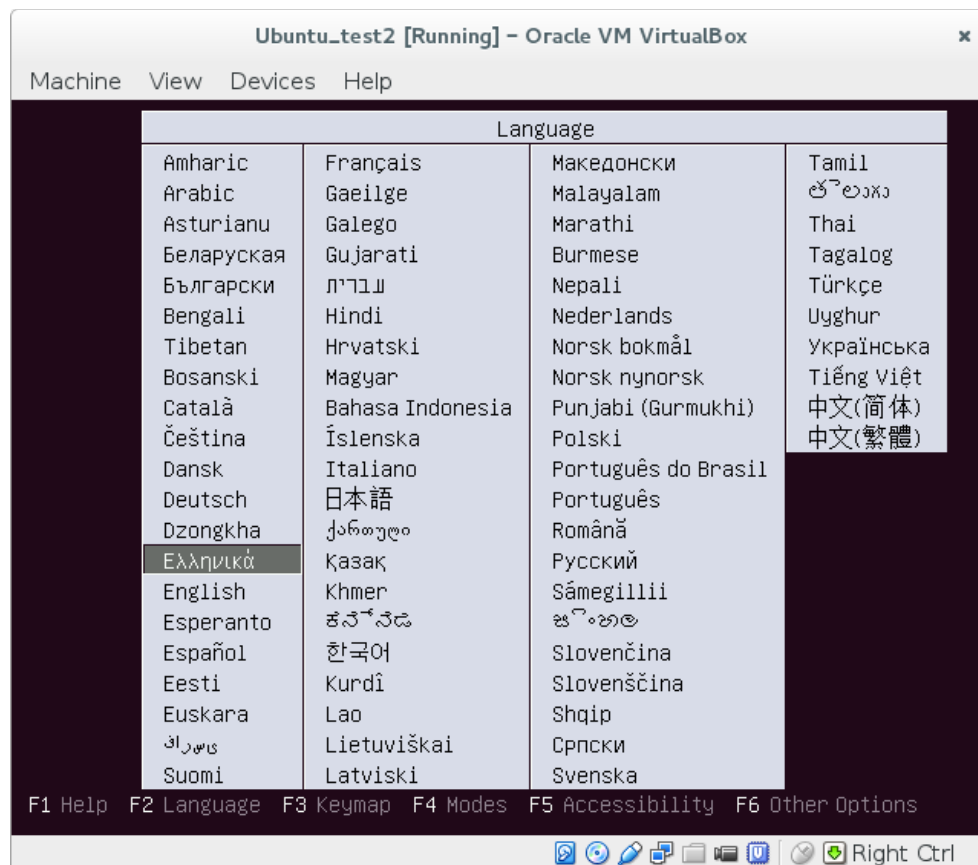 Ubuntu_test2 [Running] – Oracle VM VirtualBox
Machine View Devices Help
Language
Amharic
Arabic
Asturianu
Беларуская
Български
Bengali
Tibetan
Bosanski
Català
Čeština
Dansk
Deutsch
Dzongkha
Ελληνικά
English
Esperanto
Español
Eesti
Euskara
فارسی
Suomi
Français
Gaeilge
Galego
Gujarati
עברית
Hindi
Hrvatski
Magyar
Bahasa Indonesia
Íslenska
Italiano
日本語
ქართული
Қазақ
Khmer
ಕನ್ನಡ
한국어
Kurdî
Lao
Lietuviškai
Latviski
Македонски
Malayalam
Marathi
Burmese
Nepali
Nederlands
Norsk bokmål
Norsk nynorsk
Punjabi (Gurmukhi)
Polski
Português do Brasil
Português
Română
Русский
Sámegillii
සිංහල
Slovenčina
Slovenščina
Shqip
Српски
Svenska
Tamil
తెలుగు
Thai
Tagalog
Türkçe
Uyghur
Українська
Tiếng Việt
中文(简体)
中文(繁體)
F1 Help F2 Language F3 Keymap F4 Modes F5 Accessibility F6 Other Options
Right Ctrl